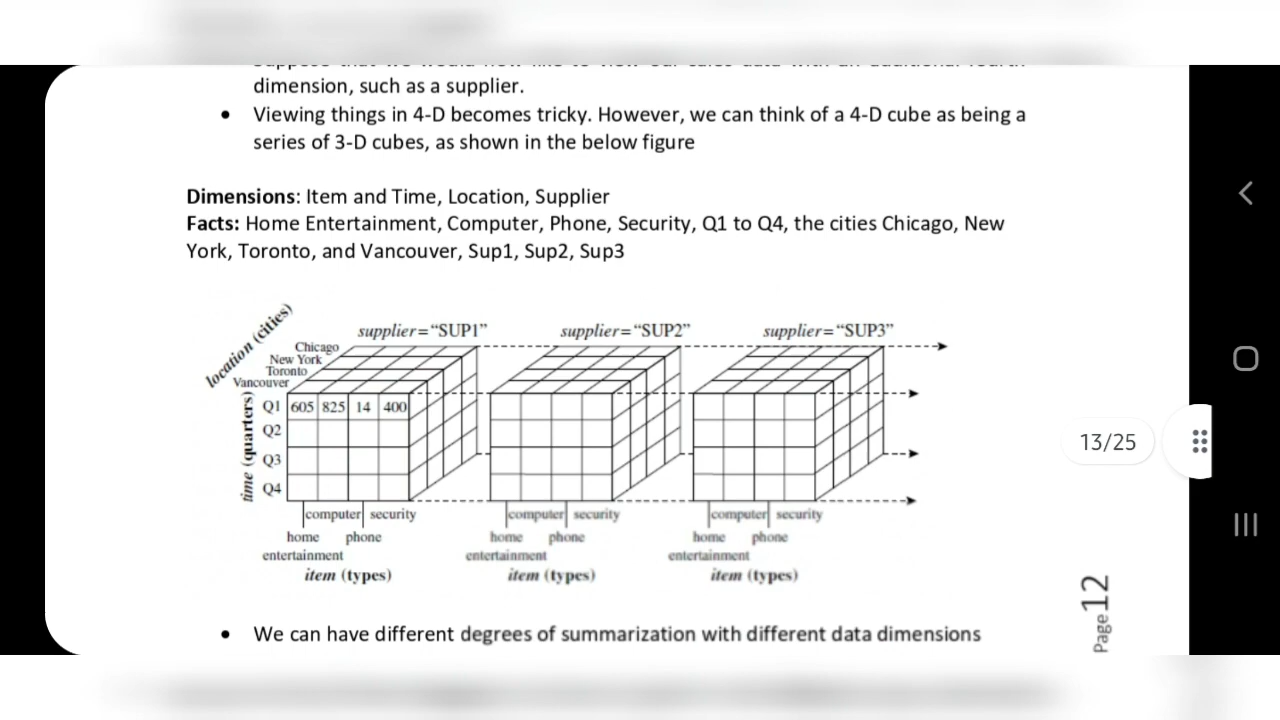 dimension, such as a supplier.
• Viewing things in 4-D becomes tricky. However, we can think of a 4-D cube as being a
series of 3-D cubes, as shown in the below figure
Dimensions: Item and Time, Location, Supplier
Facts: Home Entertainment, Computer, Phone, Security, Q1 to Q4, the cities Chicago, New
York, Toronto, and Vancouver, Sup1, Sup2, Sup3
location (cities)
supplier=“SUP1” supplier=“SUP2” supplier=“SUP3”
Chicago
New York
Toronto
Vancouver
time (quarters)
Q1 605 825 14 400
Q2
Q3
Q4
computer security computer security computer security
home phone home phone home phone
entertainment entertainment entertainment
item (types) item (types) item (types)
13/25
Page 12
• We can have different degrees of summarization with different data dimensions